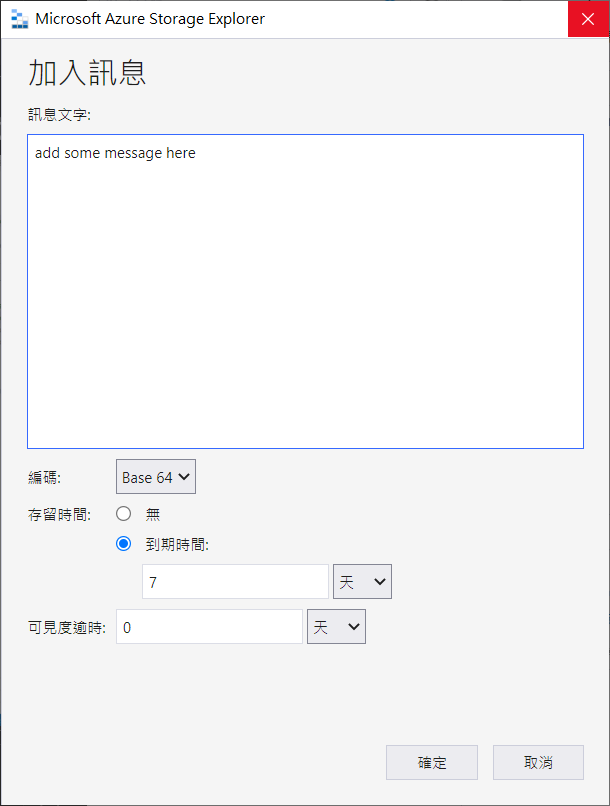 Microsoft Azure Storage Explorer
加入訊息
訊息文字:
add some message here
編碼: Base 64
存留時間: 無
到期時間:
7 天
可見度逾時: 0 天
確定 取消